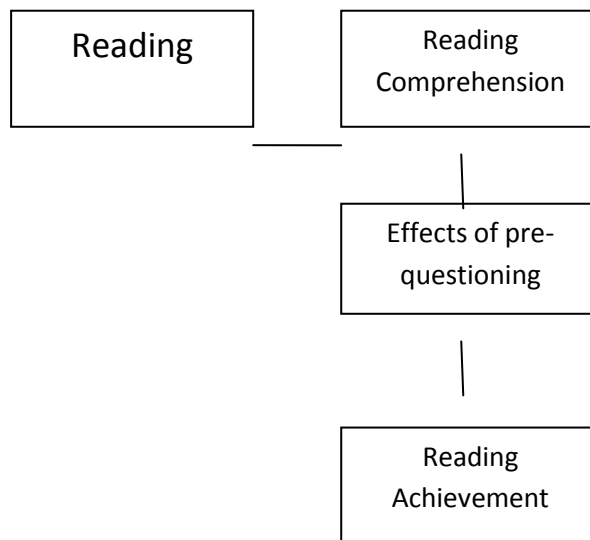 Reading
Reading
Comprehension
Effects of pre-
questioning
Reading
Achievement